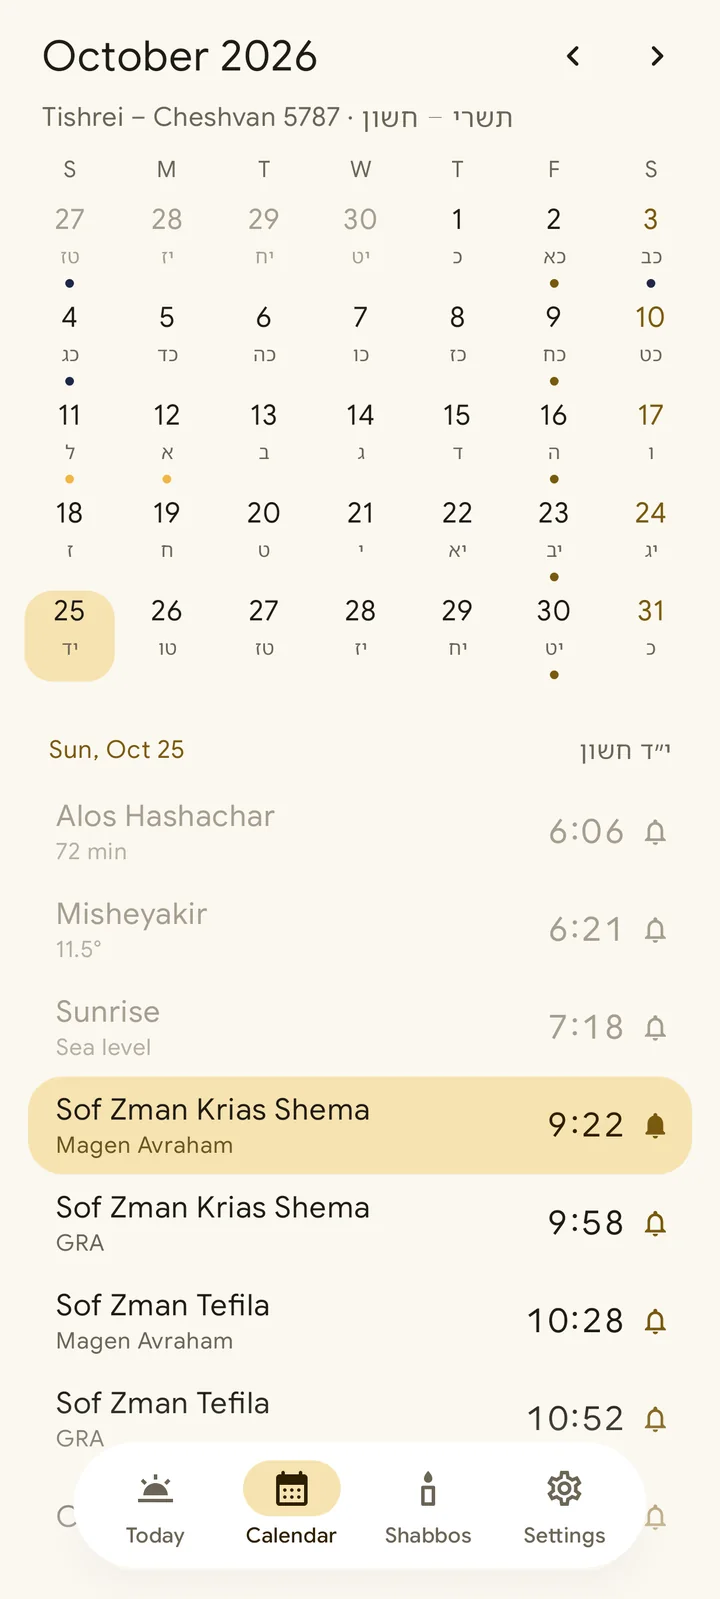 October 2026
Tishrei – Cheshvan 5787 · תשרי – חשון
S M T W T F S
27 28 29 30 1 2 3
טז יז יח יט כ כא כב
4 5 6 7 8 9 10
כג כד כה כו כז כח כט
11 12 13 14 15 16 17
ל א ב ג ד ה ו
18 19 20 21 22 23 24
ז ח ט י יא יב יג
25 26 27 28 29 30 31
יד טו טז יז יח יט כ
Sun, Oct 25 י״ד חשון
Alos Hashachar 6:06
72 min
Misheyakir 6:21
11.5°
Sunrise 7:18
Sea level
Sof Zman Krias Shema 9:22
Magen Avraham
Sof Zman Krias Shema 9:58
GRA
Sof Zman Tefila 10:28
Magen Avraham
Sof Zman Tefila 10:52
GRA
Today Calendar Shabbos Settings